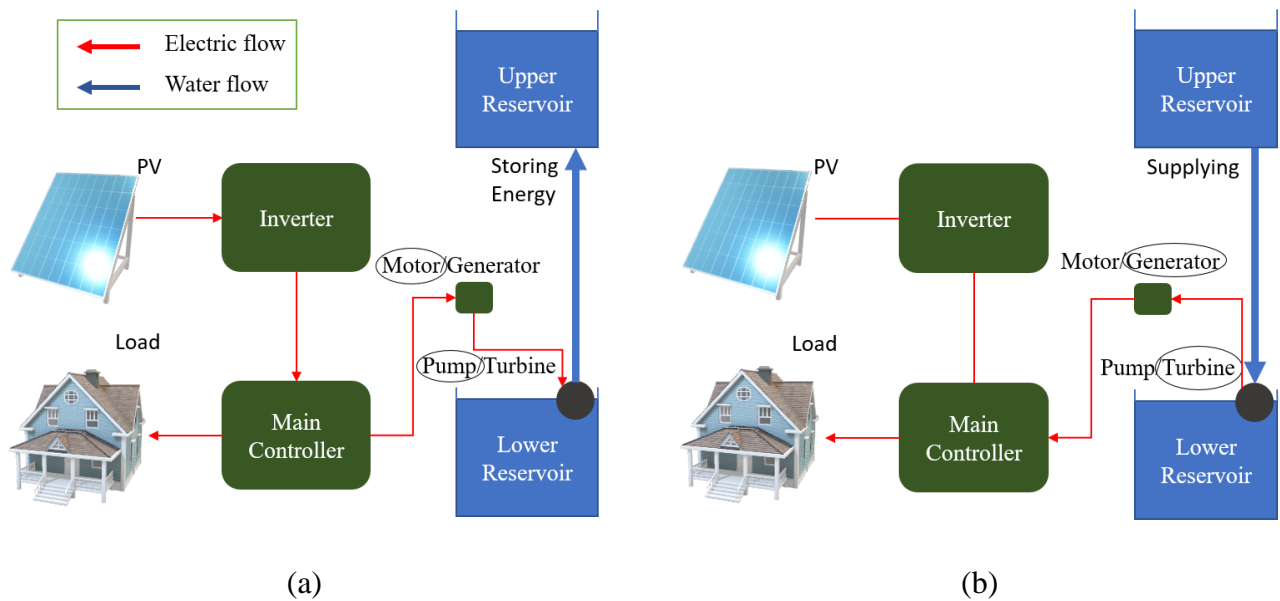 Electric flow
Water flow
Upper
Reservoir
PV
Inverter
Storing
Energy
Motor/Generator
Load
Pump/Turbine
Main
Controller
Lower
Reservoir
(a)
Upper
Reservoir
PV
Inverter
Supplying
Motor/Generator
Load
Pump/Turbine
Main
Controller
Lower
Reservoir
(b)